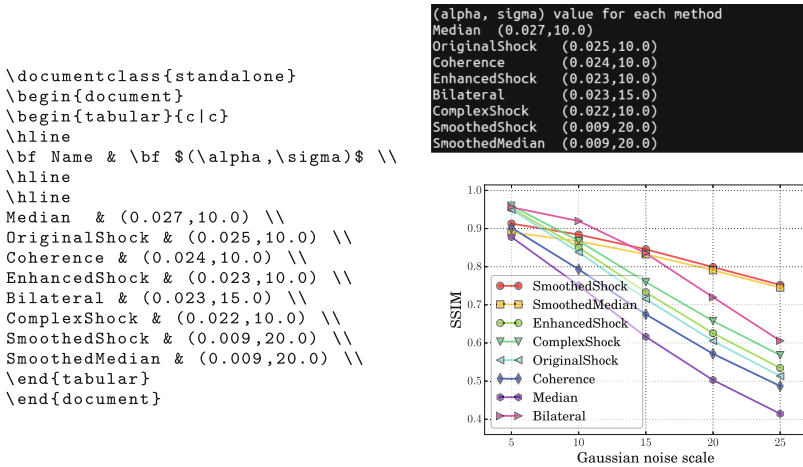 \documentclass{standalone}
\begin{document}
\begin{tabular}{c|c}
\hline
\bf Name & \bf $(\alpha,\sigma)$ \\
\hline
\hline
Median  & (0.027,10.0) \\
OriginalShock & (0.025,10.0) \\
Coherence & (0.024,10.0) \\
EnhancedShock & (0.023,10.0) \\
Bilateral & (0.023,15.0) \\
ComplexShock & (0.022,10.0) \\
SmoothedShock & (0.009,20.0) \\
SmoothedMedian & (0.009,20.0) \\
\end{tabular}
\end{document}
(alpha, sigma) value for each method
Median  (0.027,10.0)
OriginalShock   (0.025,10.0)
Coherence       (0.024,10.0)
EnhancedShock   (0.023,10.0)
Bilateral       (0.023,15.0)
ComplexShock    (0.022,10.0)
SmoothedShock   (0.009,20.0)
SmoothedMedian  (0.009,20.0)
1.0
0.9
0.8
0.7
0.6
0.5
0.4
SSIM
SmoothedShock
SmoothedMedian
EnhancedShock
ComplexShock
OriginalShock
Coherence
Median
Bilateral
5 10 15 20 25
Gaussian noise scale